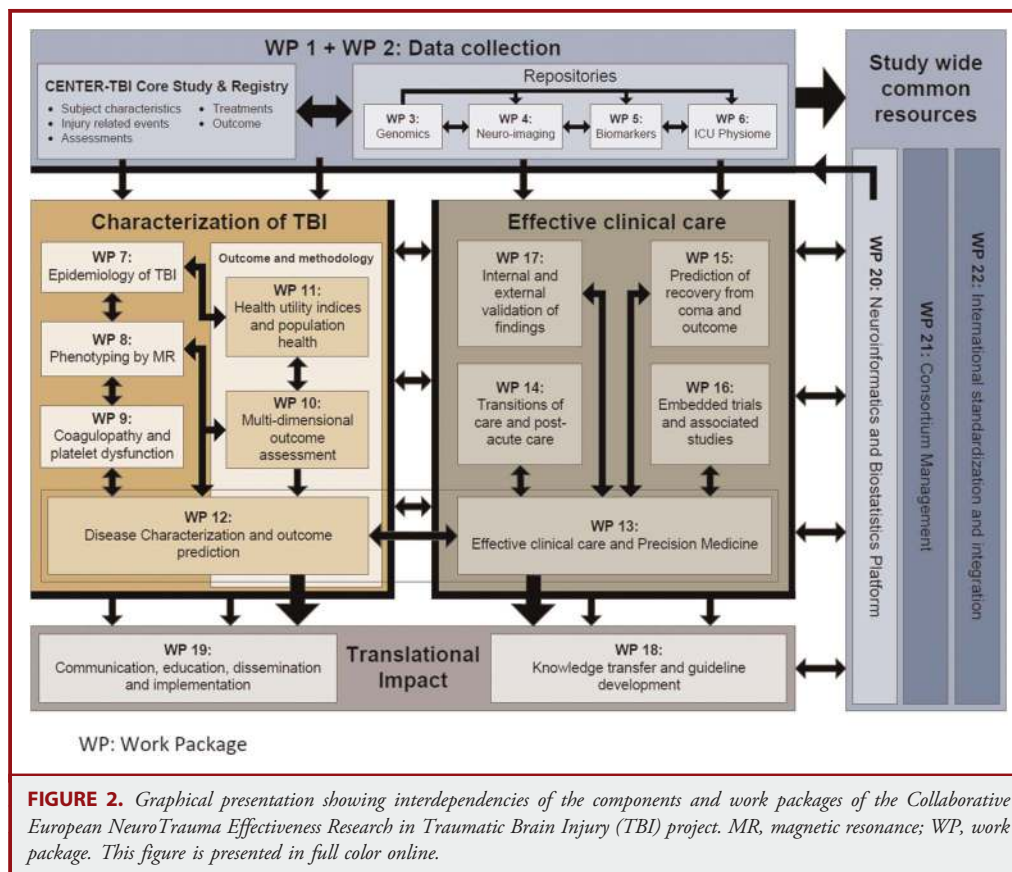 WP 1 + WP 2: Data collection
CENTER-TBI Core Study & Registry
• Subject characteristics
• Injury related events
• Assessments
• Treatments
• Outcome
Repositories
WP 3:
Genomics
WP 4:
Neuro-imaging
WP 5:
Biomarkers
WP 6:
ICU Physiome
Study wide
common
resources
Characterization of TBI
WP 7:
Epidemiology of TBI
WP 8:
Phenotyping by MR
WP 9:
Coagulopathy and
platelet dysfunction
Outcome and methodology
WP 11:
Health utility indices
and population
health
WP 10:
Multi-dimensional
outcome
assessment
WP 12:
Disease Characterization and outcome
prediction
Effective clinical care
WP 17:
Internal and
external
validation of
findings
WP 15:
Prediction of
recovery from
coma and
outcome
WP 14:
Transitions of
care and post-
acute care
WP 16:
Embedded trials
and associated
studies
WP 13:
Effective clinical care and Precision Medicine
WP 20: Neuroinformatics and Biostatistics Platform
WP 21: Consortium Management
WP 22: International standardization and integration
WP 19:
Communication, education, dissemination
and implementation
Translational
Impact
WP 18:
Knowledge transfer and guideline
development
WP: Work Package
FIGURE 2. Graphical presentation showing interdependencies of the components and work packages of the Collaborative
European NeuroTrauma Effectiveness Research in Traumatic Brain Injury (TBI) project. MR, magnetic resonance; WP, work
package. This figure is presented in full color online.